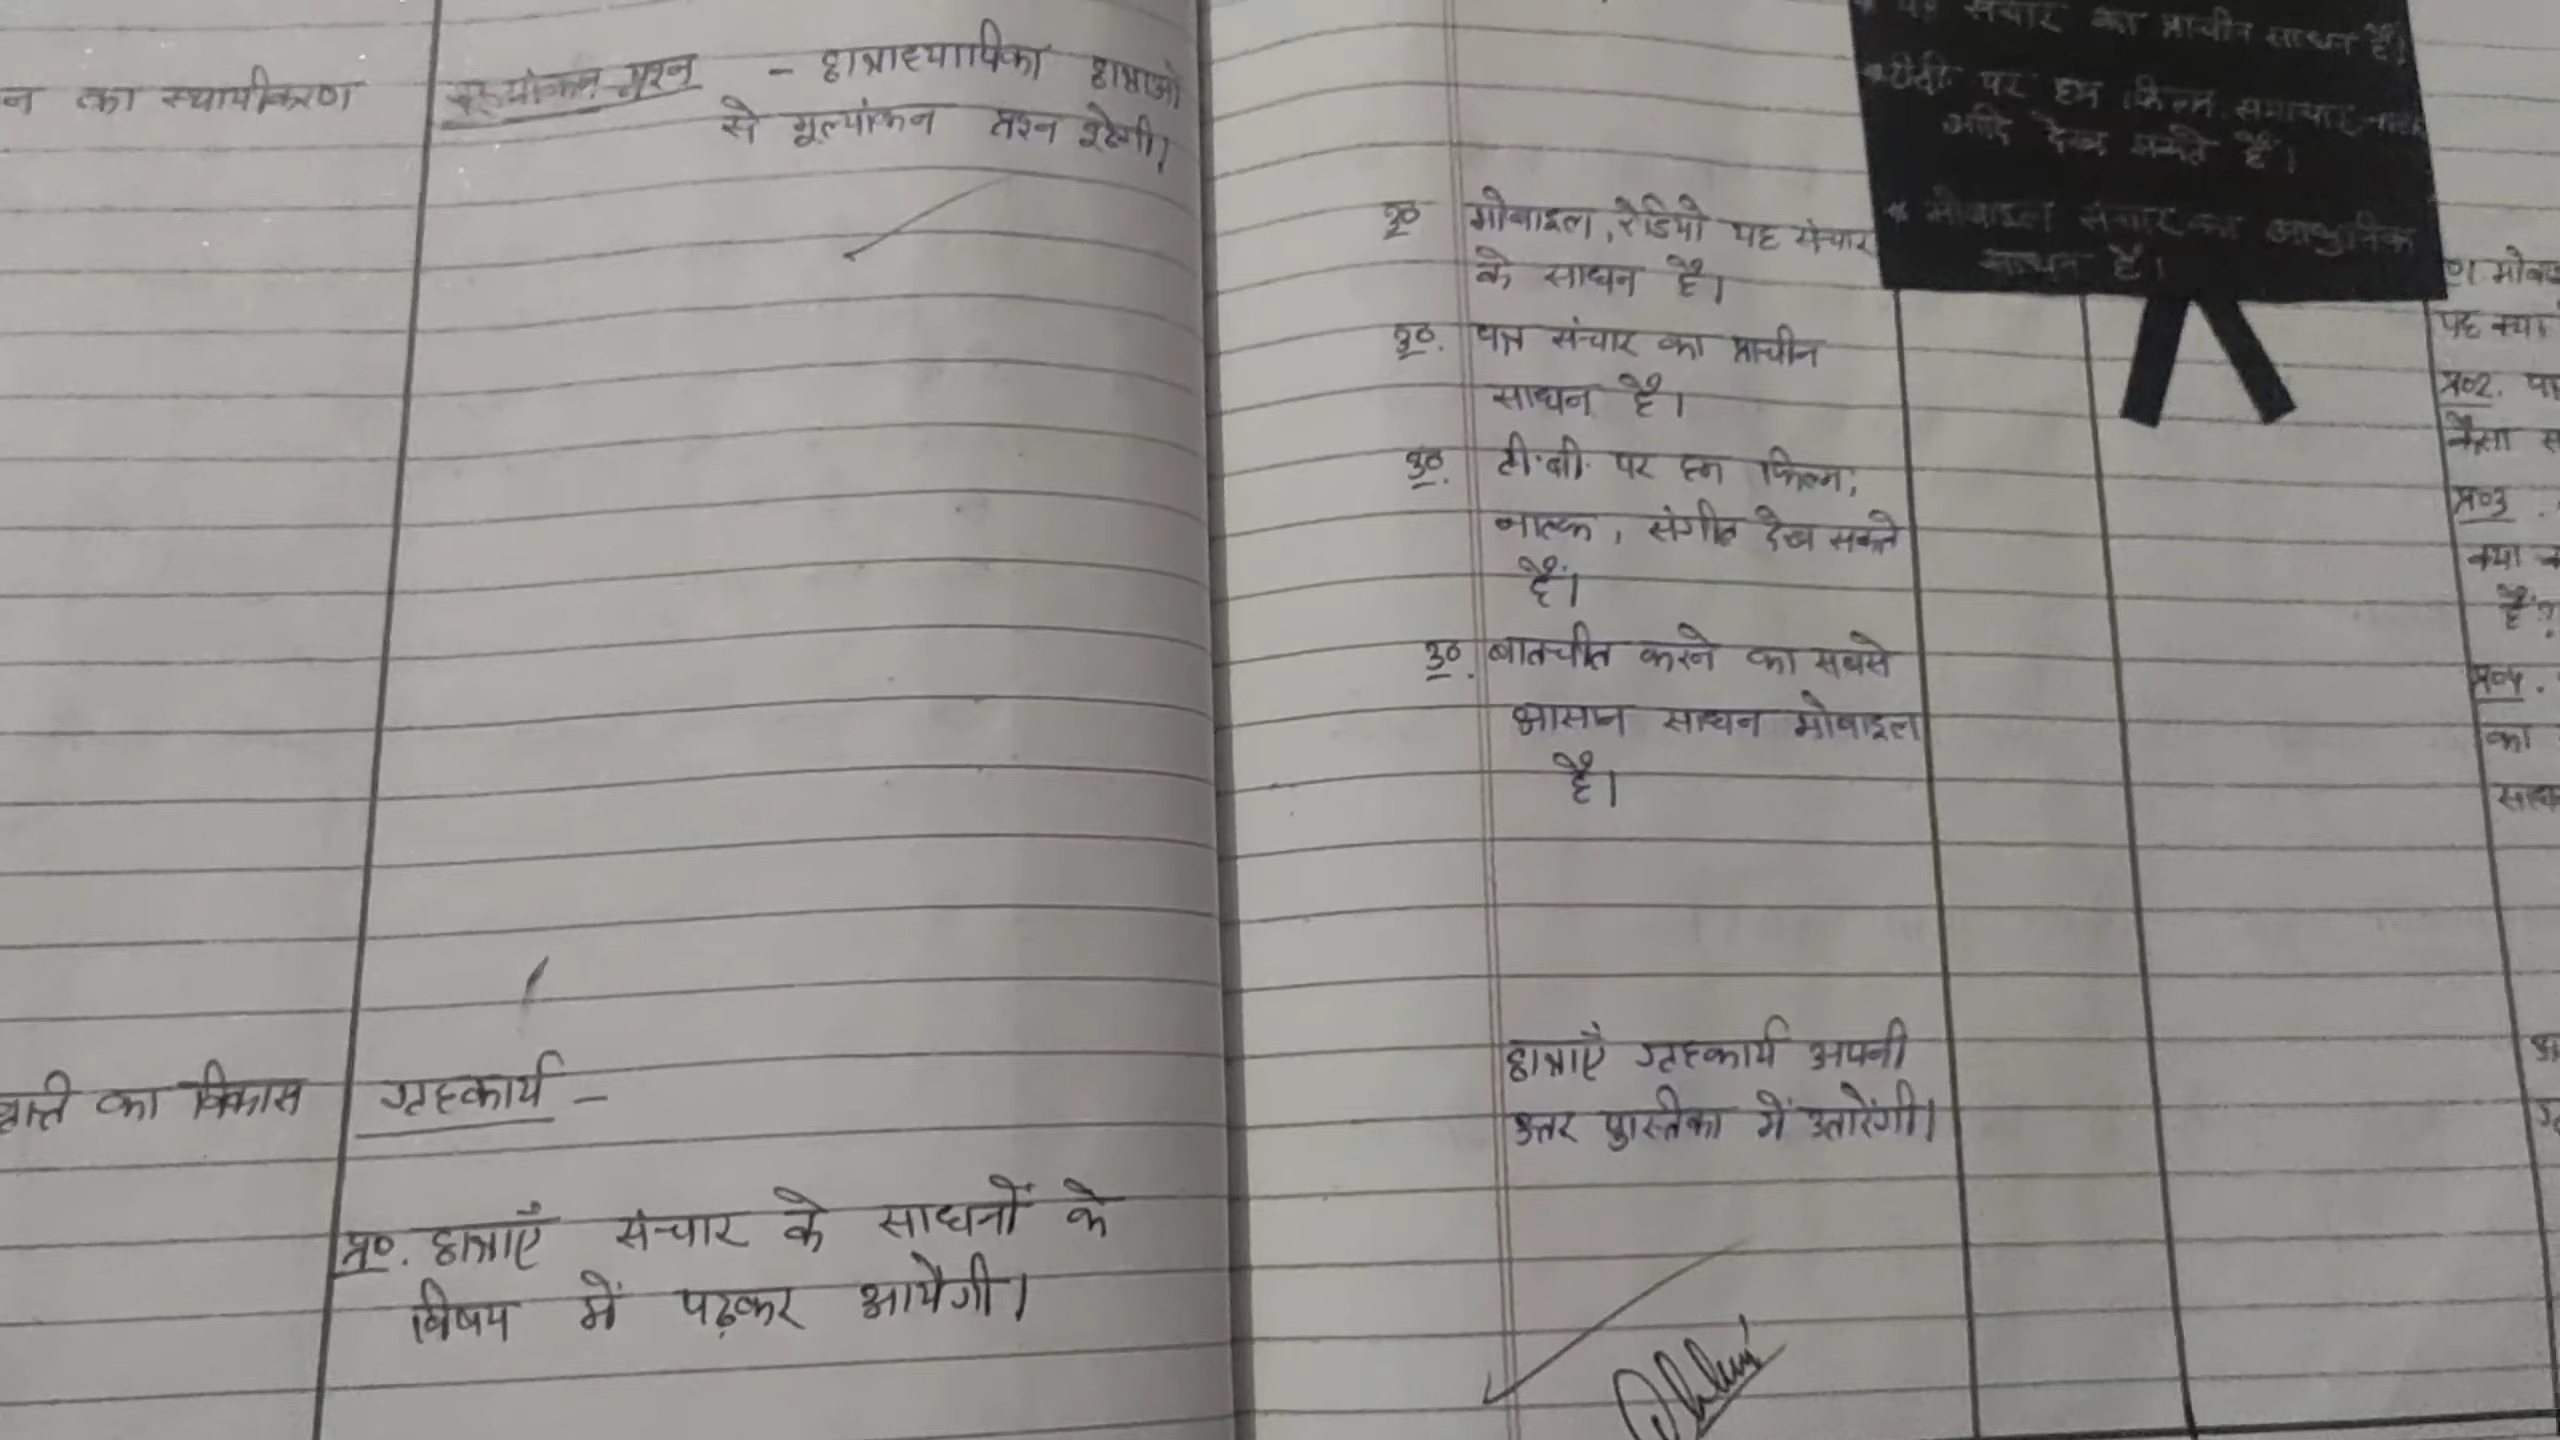 न का स्थायीकरण
मूल्यांकन प्रश्न - छात्राध्यापिका छात्राओं
से मूल्यांकन प्रश्न पूछेगी।
का विकास
गृहकार्य -
प्र०. छात्राएँ संचार के साधनों के
विषय में पढ़कर आयेगी।
उ० मोबाइल, रेडियो यह संचार
के साधन है।
उ०. पत्र संचार का प्राचीन
साधन है।
उ०. टी.वी. पर हम फिल्म,
नाटक, संगीत देख सकते
हैं।
उ०. बातचीत करने का सबसे
आसान साधन मोबाइल
है।
छात्राएँ गृहकार्य अपनी
उत्तर पुस्तिका में उतारेंगी।
संचार का प्राचीन साधन है।
* टीवी पर हम फिल्म, समाचार,
आदि देख सकते हैं।
* मोबाइल संचार का आधुनिक
साधन है।
यह क्या
प्र०2.
कैसा
प्र०3.
क्या
हैं?
प्र०4.
का